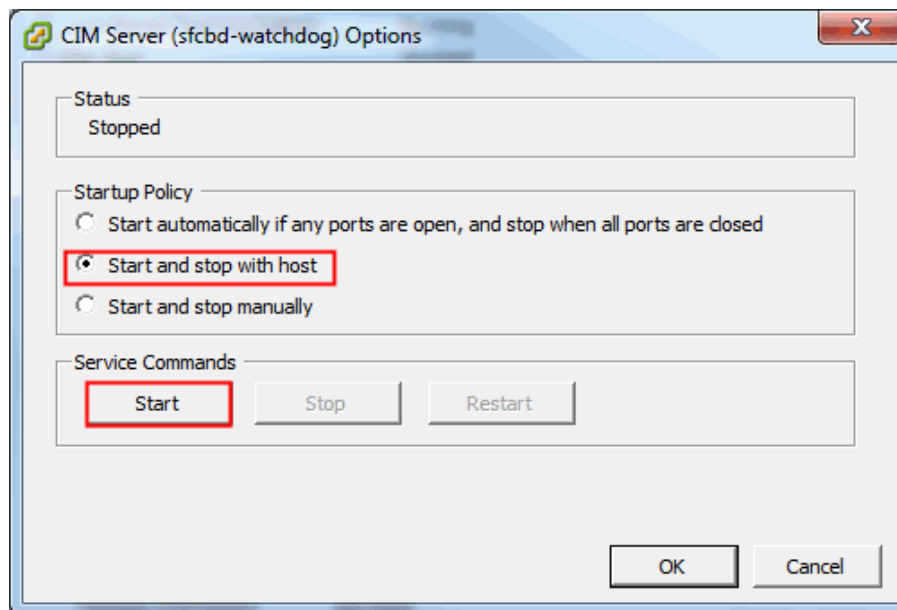 CIM Server (sfcbd-watchdog) Options
Status
Stopped
Startup Policy
Start automatically if any ports are open, and stop when all ports are closed
Start and stop with host
Start and stop manually
Service Commands
Start Stop Restart
OK Cancel